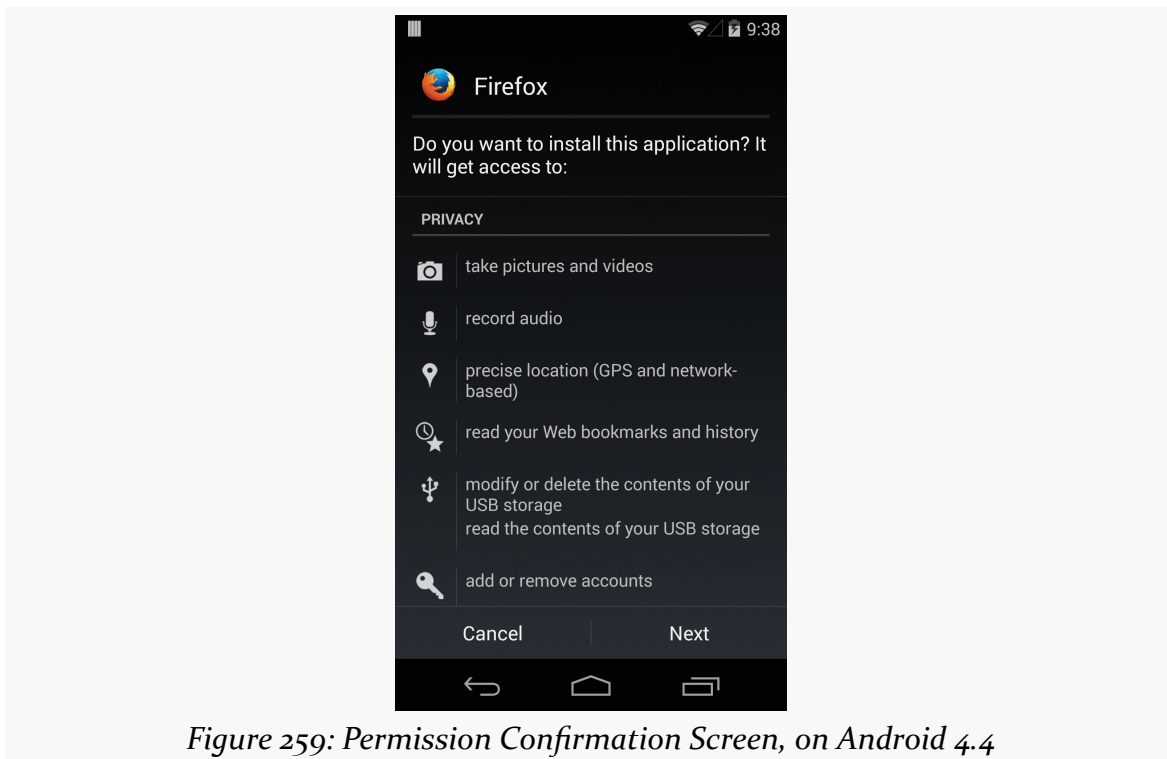 9:38
Firefox
Do you want to install this application? It
will get access to:
PRIVACY
take pictures and videos
record audio
precise location (GPS and network-
based)
read your Web bookmarks and history
modify or delete the contents of your
USB storage
read the contents of your USB storage
add or remove accounts
Cancel Next
Figure 259: Permission Confirmation Screen, on Android 4.4